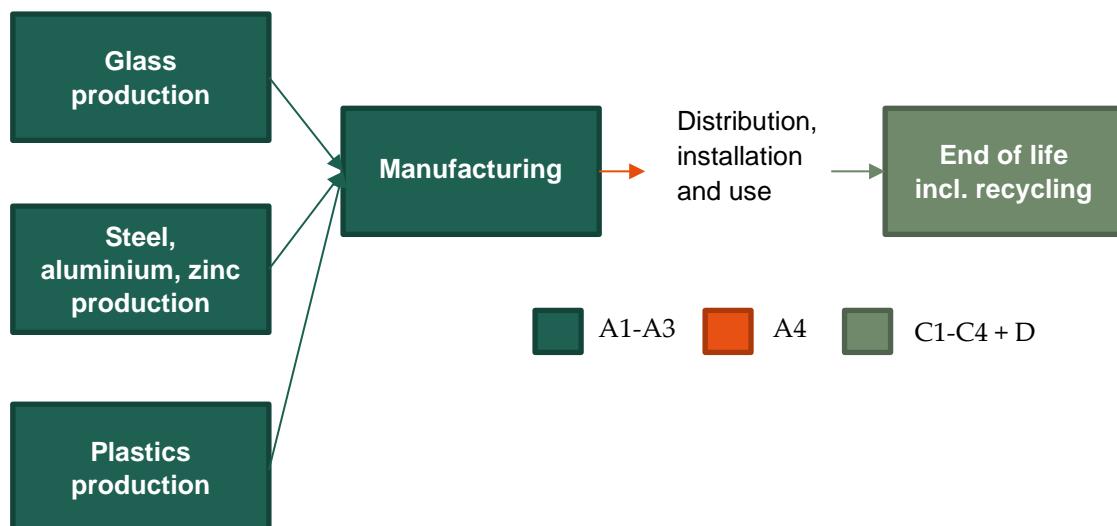 Glass
production
Steel,
aluminium, zinc
production
Plastics
production
Manufacturing
Distribution,
installation
and use
End of life
incl. recycling
A1-A3
A4
C1-C4 + D